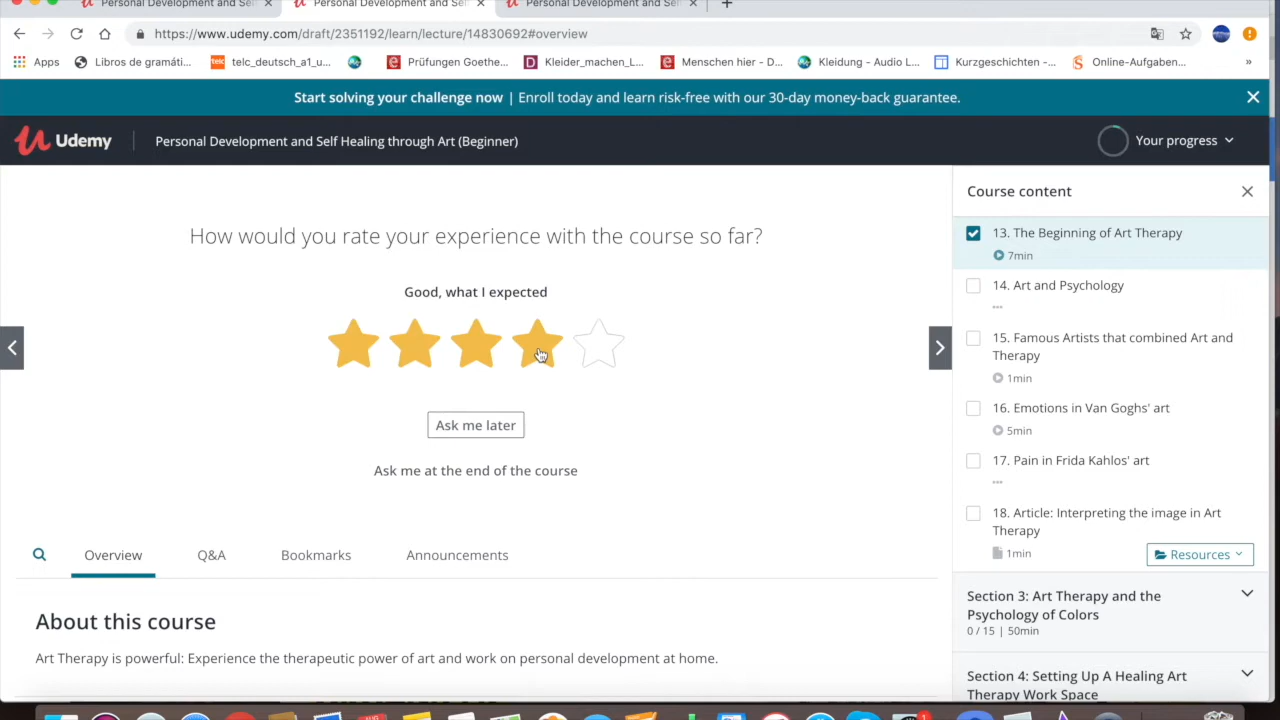 Personal Development and Sel
Personal Development and Self
Personal Development and Self
https://www.udemy.com/draft/2351192/learn/lecture/14830692#overview
Apps
Libros de gramáti...
telc_deutsch_a1_u...
Prüfungen Goethe...
Kleider_machen_L...
Menschen hier - D...
Kleidung - Audio L...
Kurzgeschichten -...
Online-Aufgaben...
»
Start solving your challenge now | Enroll today and learn risk-free with our 30-day money-back guarantee.
Udemy
Personal Development and Self Healing through Art (Beginner)
Your progress
How would you rate your experience with the course so far?
Good, what I expected
Ask me later
Ask me at the end of the course
Overview
Q&A
Bookmarks
Announcements
About this course
Art Therapy is powerful: Experience the therapeutic power of art and work on personal development at home.
Course content
13. The Beginning of Art Therapy
7min
14. Art and Psychology
...
15. Famous Artists that combined Art and
Therapy
1min
16. Emotions in Van Goghs' art
5min
17. Pain in Frida Kahlos' art
...
18. Article: Interpreting the image in Art
Therapy
1min
Resources
Section 3: Art Therapy and the
Psychology of Colors
0 / 15 | 50min
Section 4: Setting Up A Healing Art
Therapy Work Space